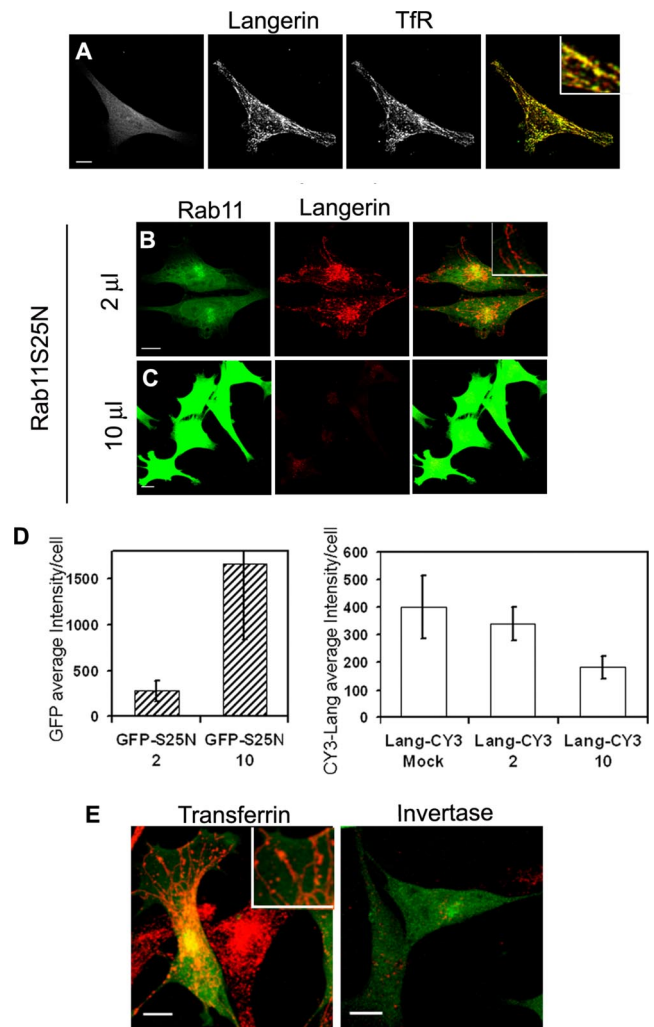 Langerin TfR
A
Rab11 Langerin
Rab11S25N
2 µl
B
10 µl
C
D
GFP average Intensity/cell
1500
1000
500
0
GFP-S25N GFP-S25N
2 10
CY3-Lang average Intensity/cell
600
500
400
300
200
100
0
Lang-CY3 Lang-CY3 Lang-CY3
Mock 2 10
E
Transferrin Invertase